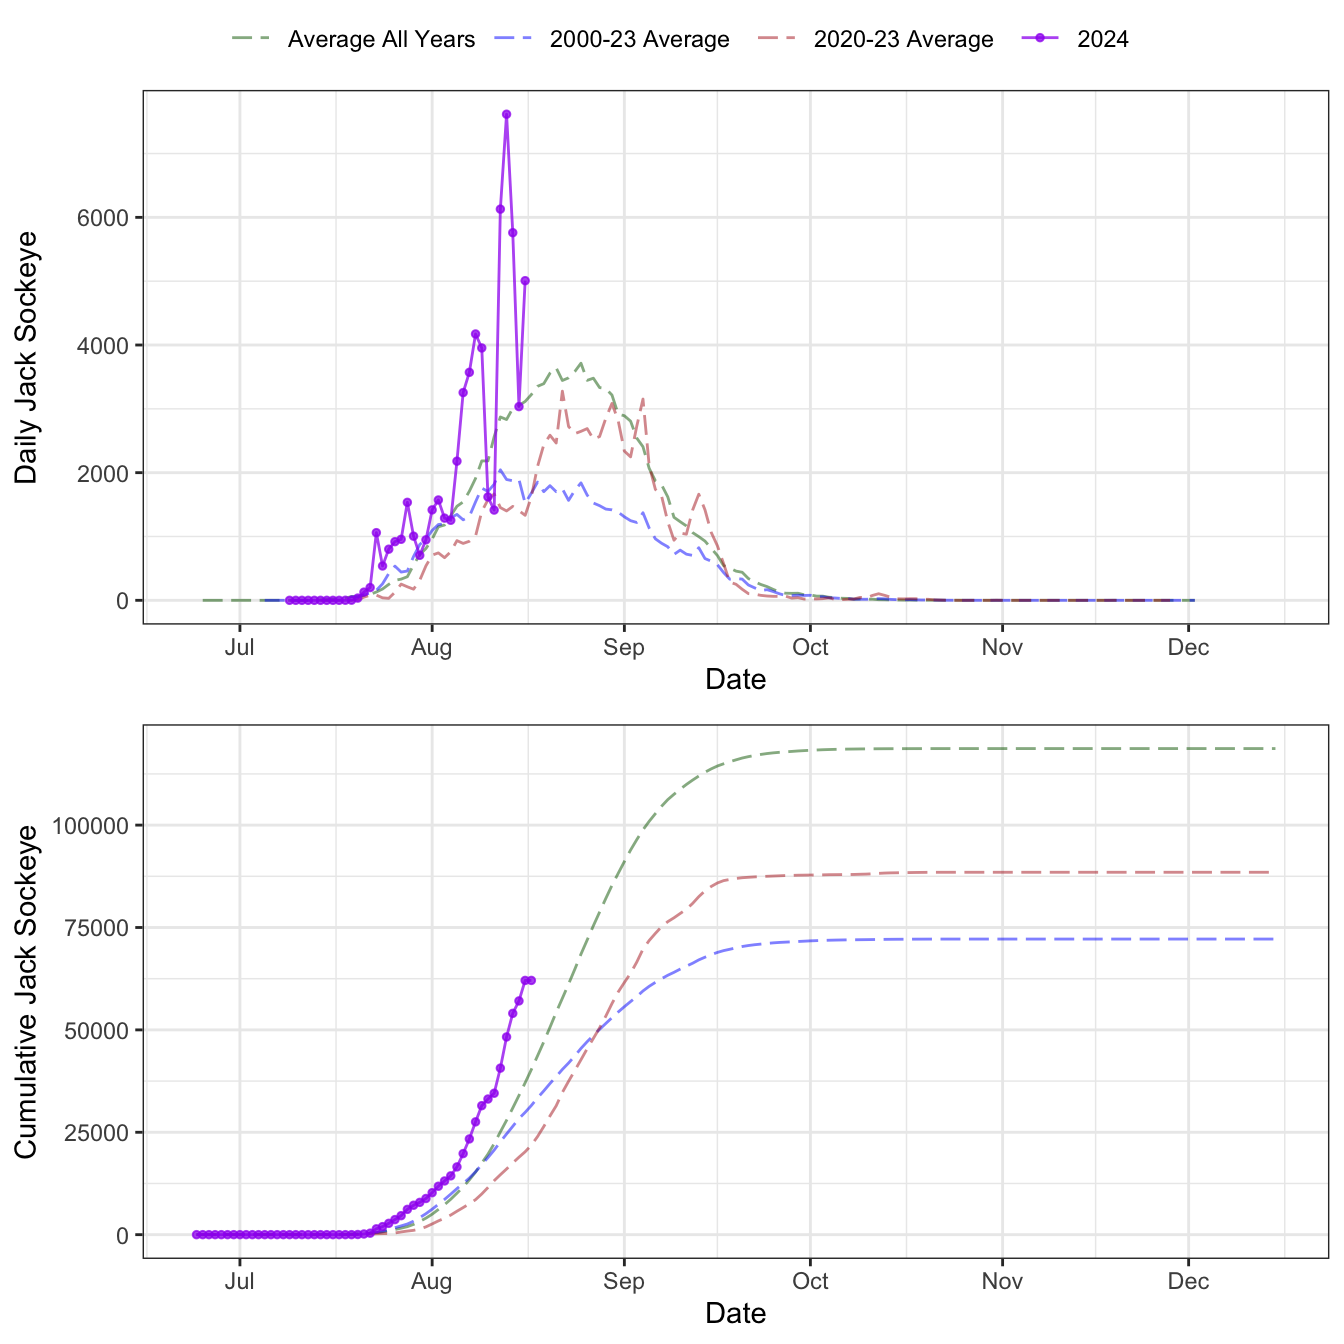 Average All Years 2000-23 Average 2020-23 Average 2024
Daily Jack Sockeye
6000
4000
2000
0
Jul Aug Sep Oct Nov Dec
Date
Cumulative Jack Sockeye
100000
75000
50000
25000
0
Jul Aug Sep Oct Nov Dec
Date